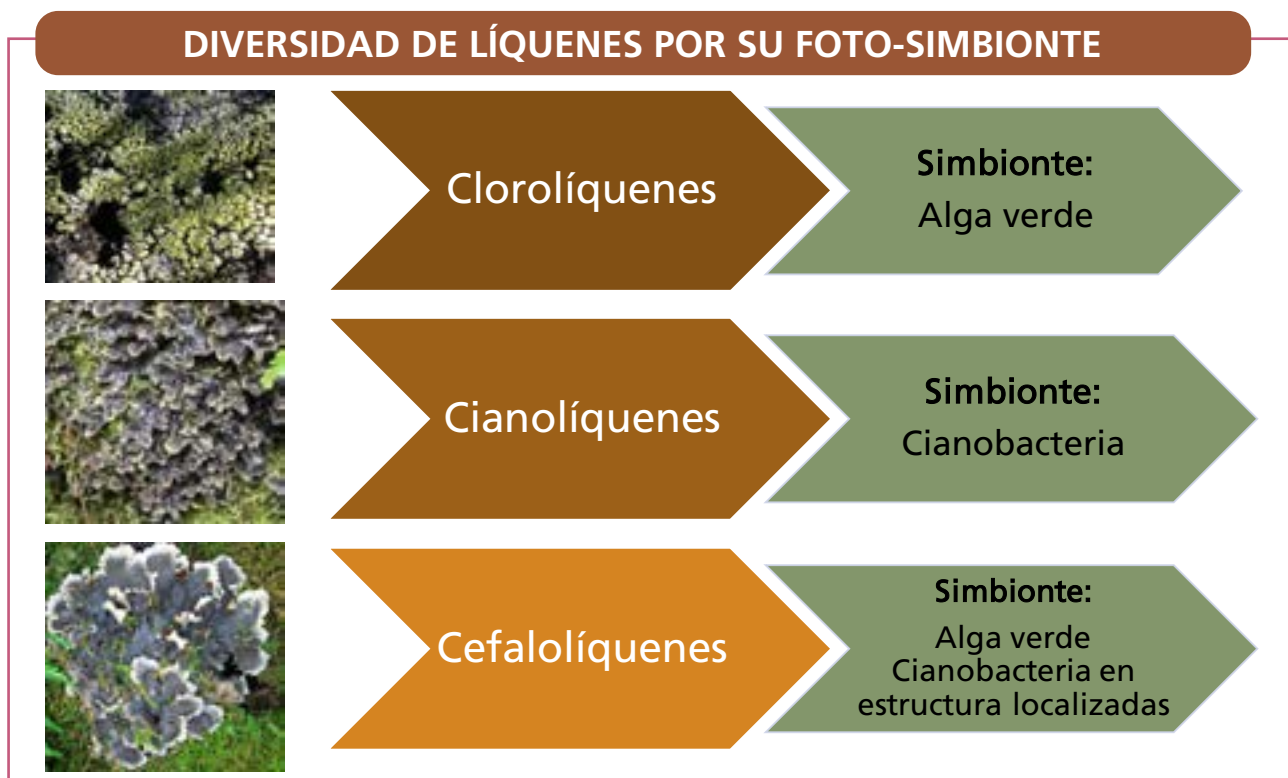 DIVERSIDAD DE LÍQUENES POR SU FOTO-SIMBIONTE
Clorolíquenes
Simbionte:
Alga verde
Cianolíquenes
Simbionte:
Cianobacteria
Cefalolíquenes
Simbionte:
Alga verde
Cianobacteria en
estructura localizadas